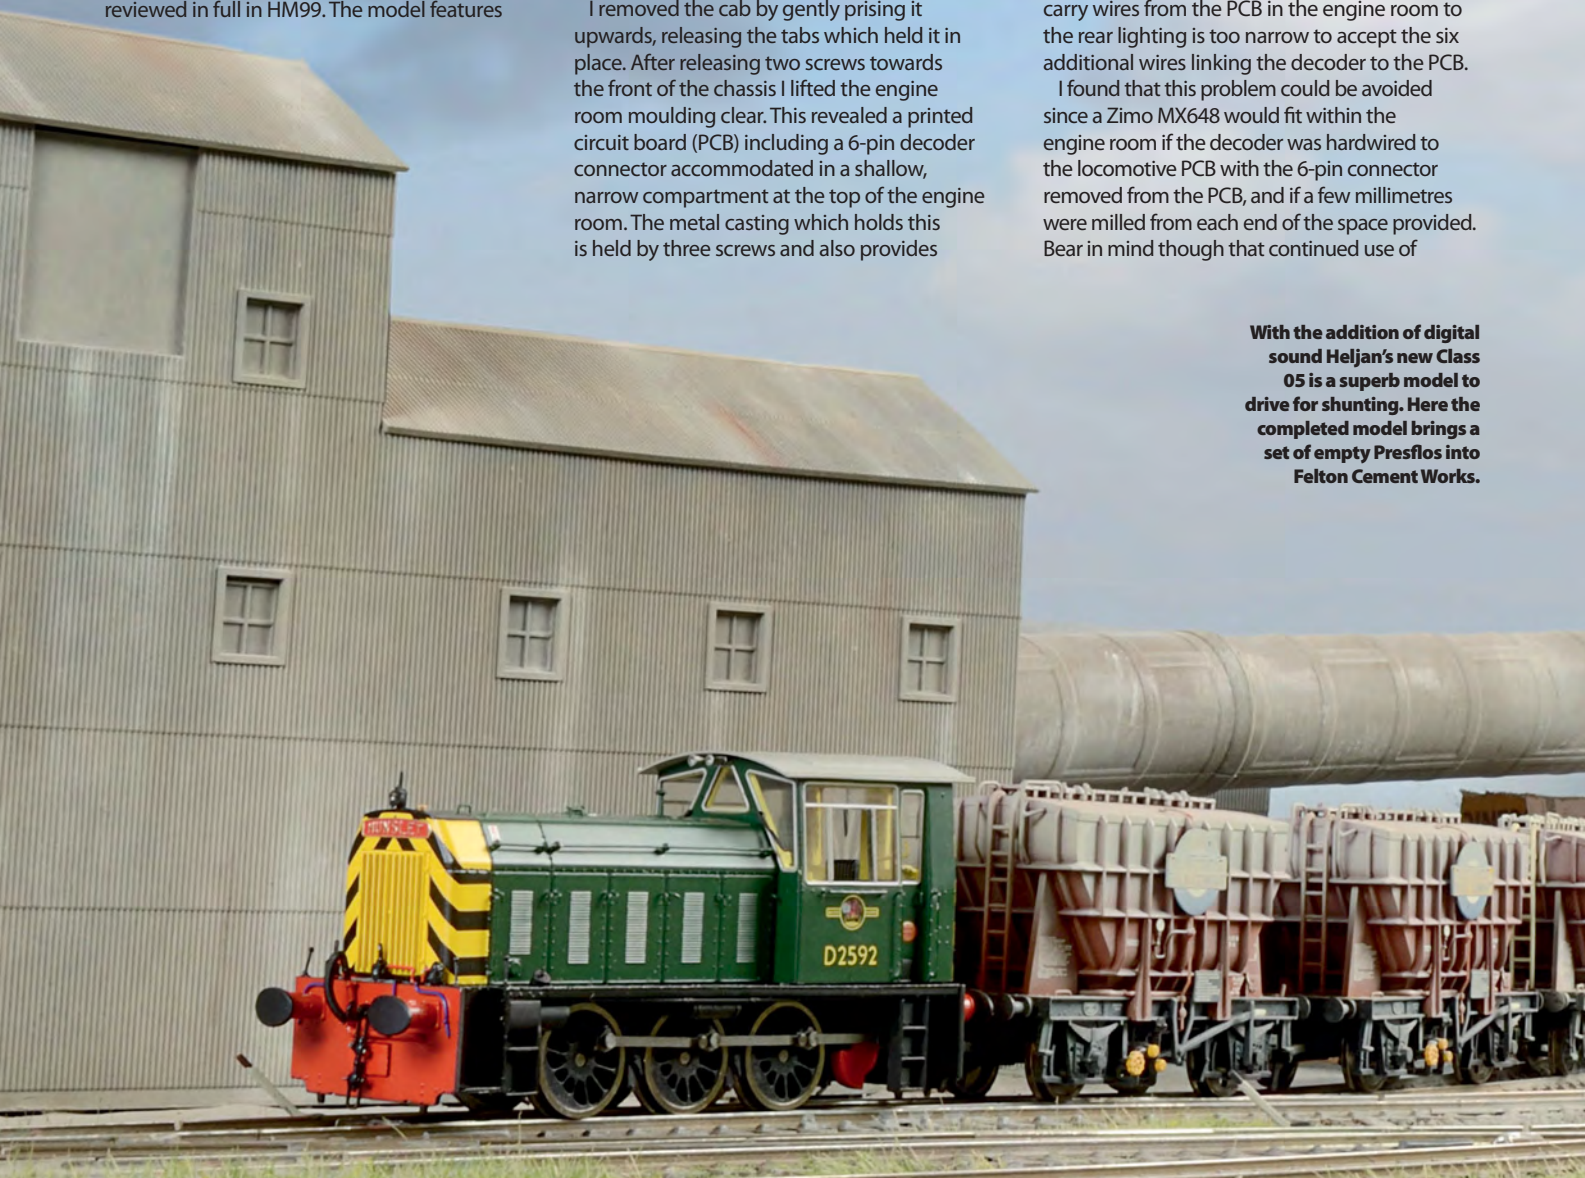 reviewed in full in HM99. The model features
I removed the cab by gently prising it
upwards, releasing the tabs which held it in
place. After releasing two screws towards
the front of the chassis I lifted the engine
room moulding clear. This revealed a printed
circuit board (PCB) including a 6-pin decoder
connector accommodated in a shallow,
narrow compartment at the top of the engine
room. The metal casting which holds this
is held by three screws and also provides
carry wires from the PCB in the engine room to
the rear lighting is too narrow to accept the six
additional wires linking the decoder to the PCB.
I found that this problem could be avoided
since a Zimo MX648 would fit within the
engine room if the decoder was hardwired to
the locomotive PCB with the 6-pin connector
removed from the PCB, and if a few millimetres
were milled from each end of the space provided.
Bear in mind though that continued use of
With the addition of digital
sound Heljan's new Class
05 is a superb model to
drive for shunting. Here the
completed model brings a
set of empty Presflos into
Felton Cement Works.
HUNSLET
D2592